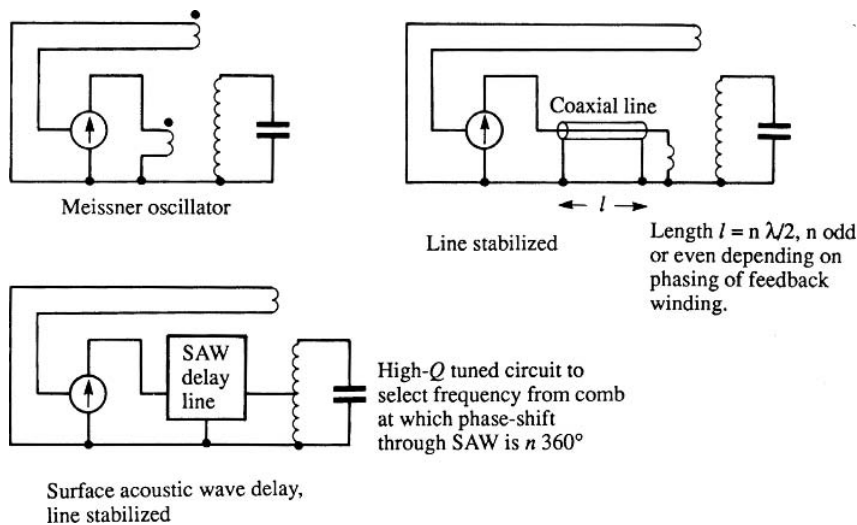 Meissner oscillator
Coaxial line
l
Line stabilized
Length l = n λ/2, n odd
or even depending on
phasing of feedback
winding.
SAW
delay
line
High-Q tuned circuit to
select frequency from comb
at which phase-shift
through SAW is n 360°
Surface acoustic wave delay,
line stabilized